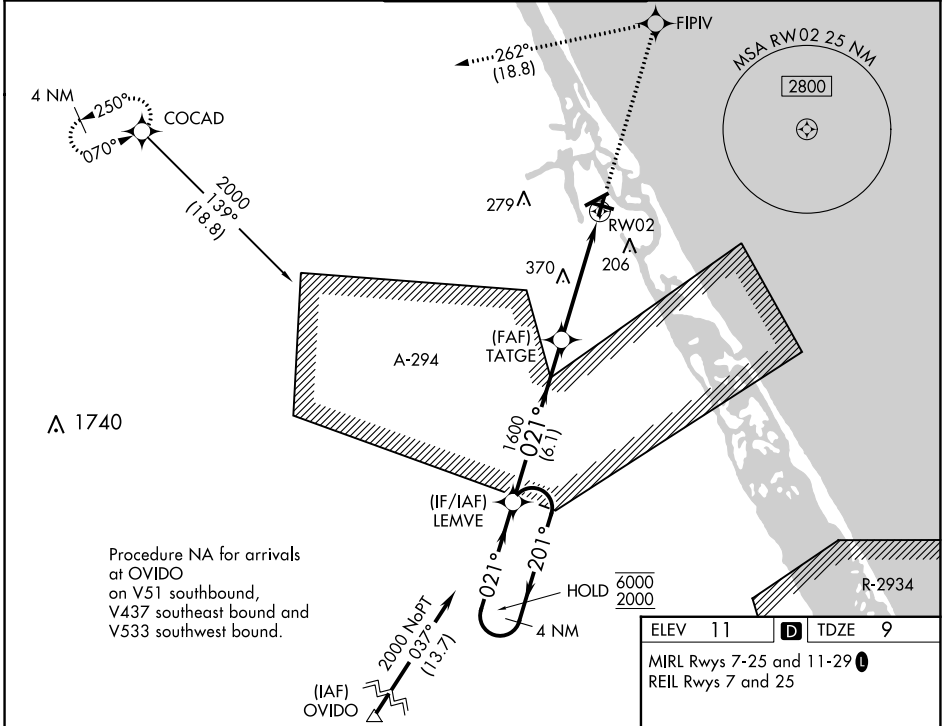 FIPIV
262°
(18.8)
MSA RW02 25 NM
2800
4 NM
250°
070°
COCAD
2000
139°
(18.8)
279
RW02
206
370
(FAF)
TATGE
A-294
1740
1600
021°
(6.1)
(IF/IAF)
LEMVE
Procedure NA for arrivals
at OVIDO
on V51 southbound,
V437 southeast bound and
V533 southwest bound.
021°
201°
HOLD
6000
2000
4 NM
R-2934
2000 NoPT
037°
(13.7)
(IAF)
OVIDO
ELEV 11 D TDZE 9
MIRL Rwys 7-25 and 11-29 L
REIL Rwys 7 and 25